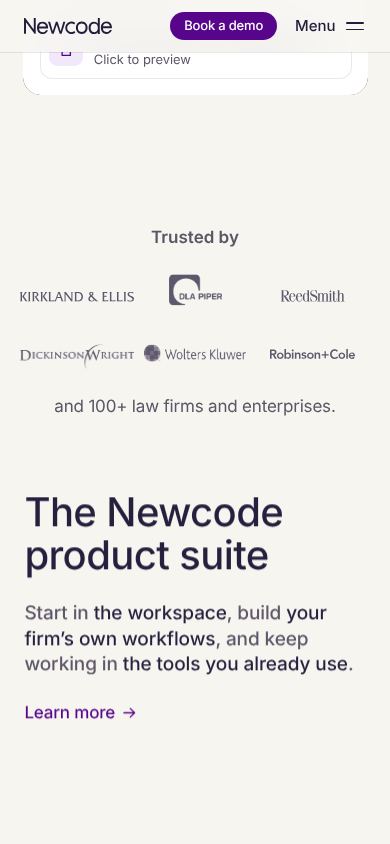 Newcode
Book a demo
Menu
Click to preview
Trusted by
KIRKLAND & ELLIS
DLA PIPER
ReedSmith
DICKINSON WRIGHT
Wolters Kluwer
Robinson+Cole
and 100+ law firms and enterprises.
The Newcode
product suite
Start in the workspace, build your
firm's own workflows, and keep
working in the tools you already use.
Learn more →